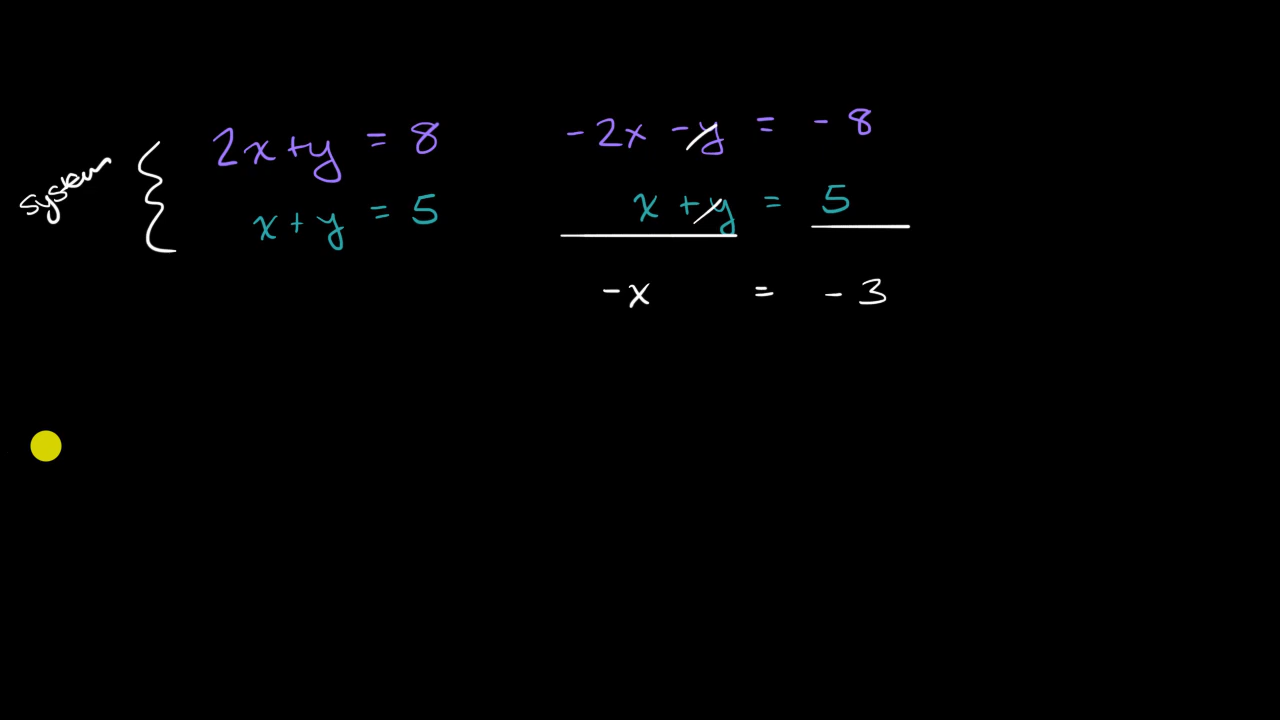 system { 2x+y = 8
x+y = 5
-2x -y = -8
x +y = 5
-x = -3